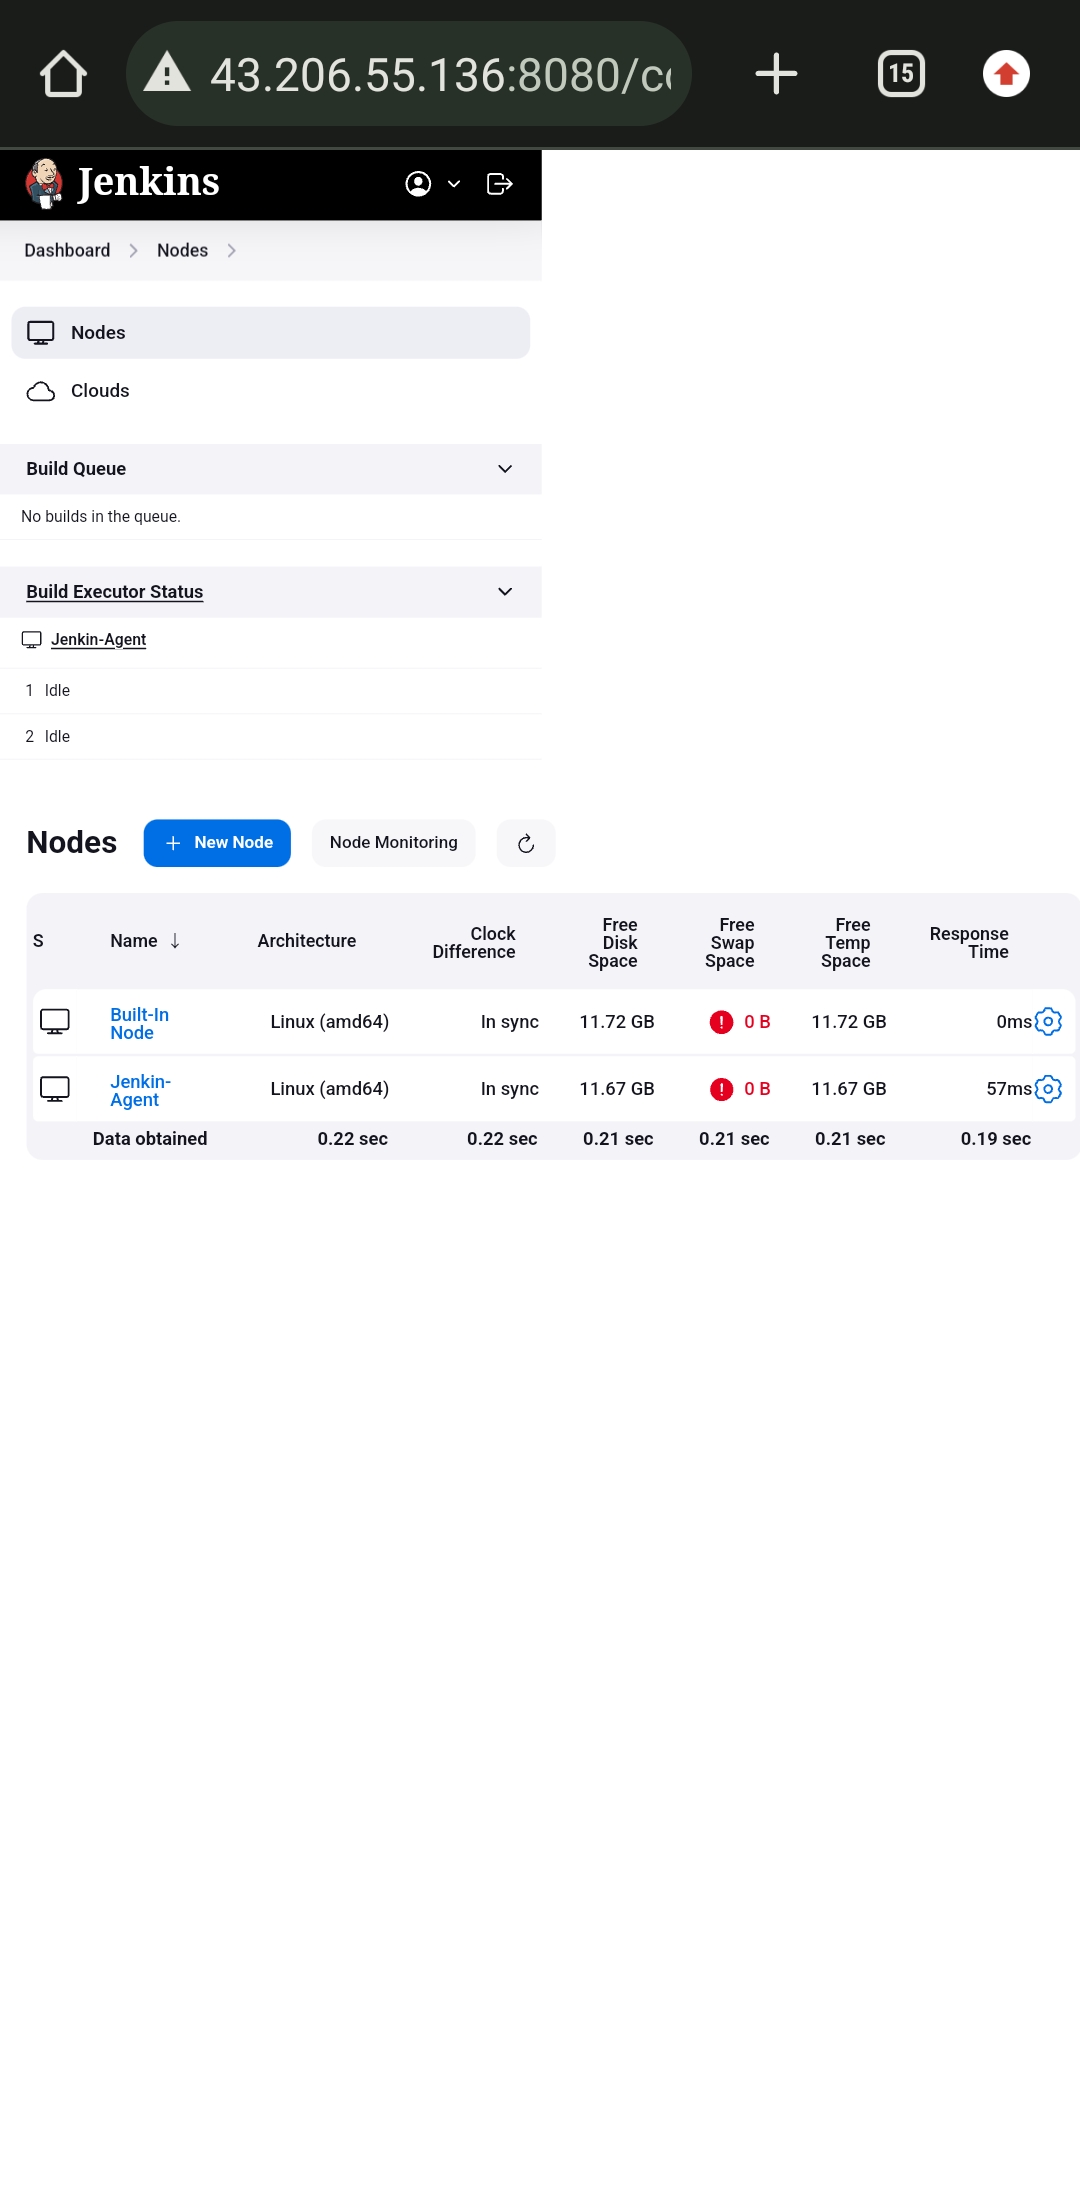 43.206.55.136:8080/co
15
Jenkins
Dashboard Nodes
Nodes
Clouds
Build Queue
No builds in the queue.
Build Executor Status
Jenkin-Agent
1 Idle
2 Idle
Nodes
New Node
Node Monitoring
S Name ↓ Architecture Clock Difference Free Disk Space Free Swap Space Free Temp Space Response Time
Built-In Node Linux (amd64) In sync 11.72 GB 0 B 11.72 GB 0ms
Jenkin-Agent Linux (amd64) In sync 11.67 GB 0 B 11.67 GB 57ms
Data obtained 0.22 sec 0.22 sec 0.21 sec 0.21 sec 0.21 sec 0.19 sec